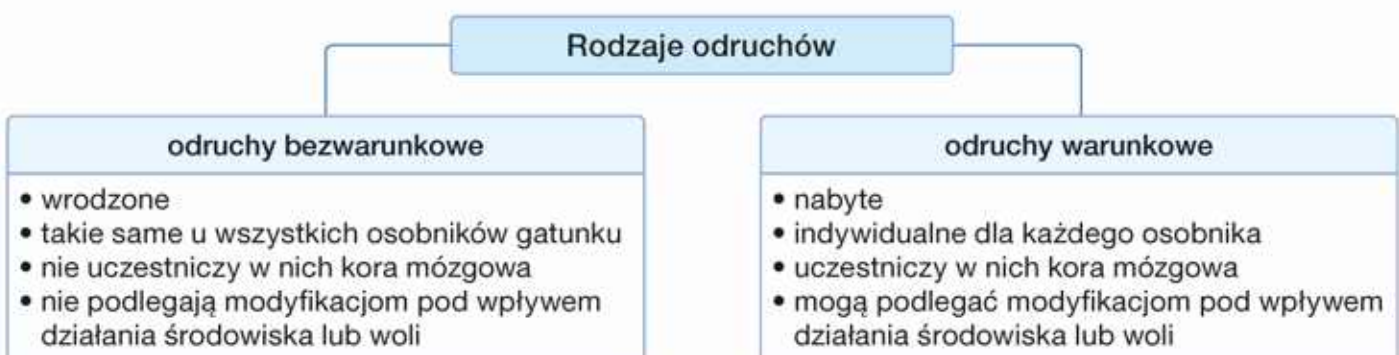 Rodzaje odruchów
odruchy bezwarunkowe
• wrodzone
• takie same u wszystkich osobników gatunku
• nie uczestniczy w nich kora mózgowa
• nie podlegają modyfikacjom pod wpływem
działania środowiska lub woli
odruchy warunkowe
• nabyte
• indywidualne dla każdego osobnika
• uczestniczy w nich kora mózgowa
• mogą podlegać modyfikacjom pod wpływem
działania środowiska lub woli